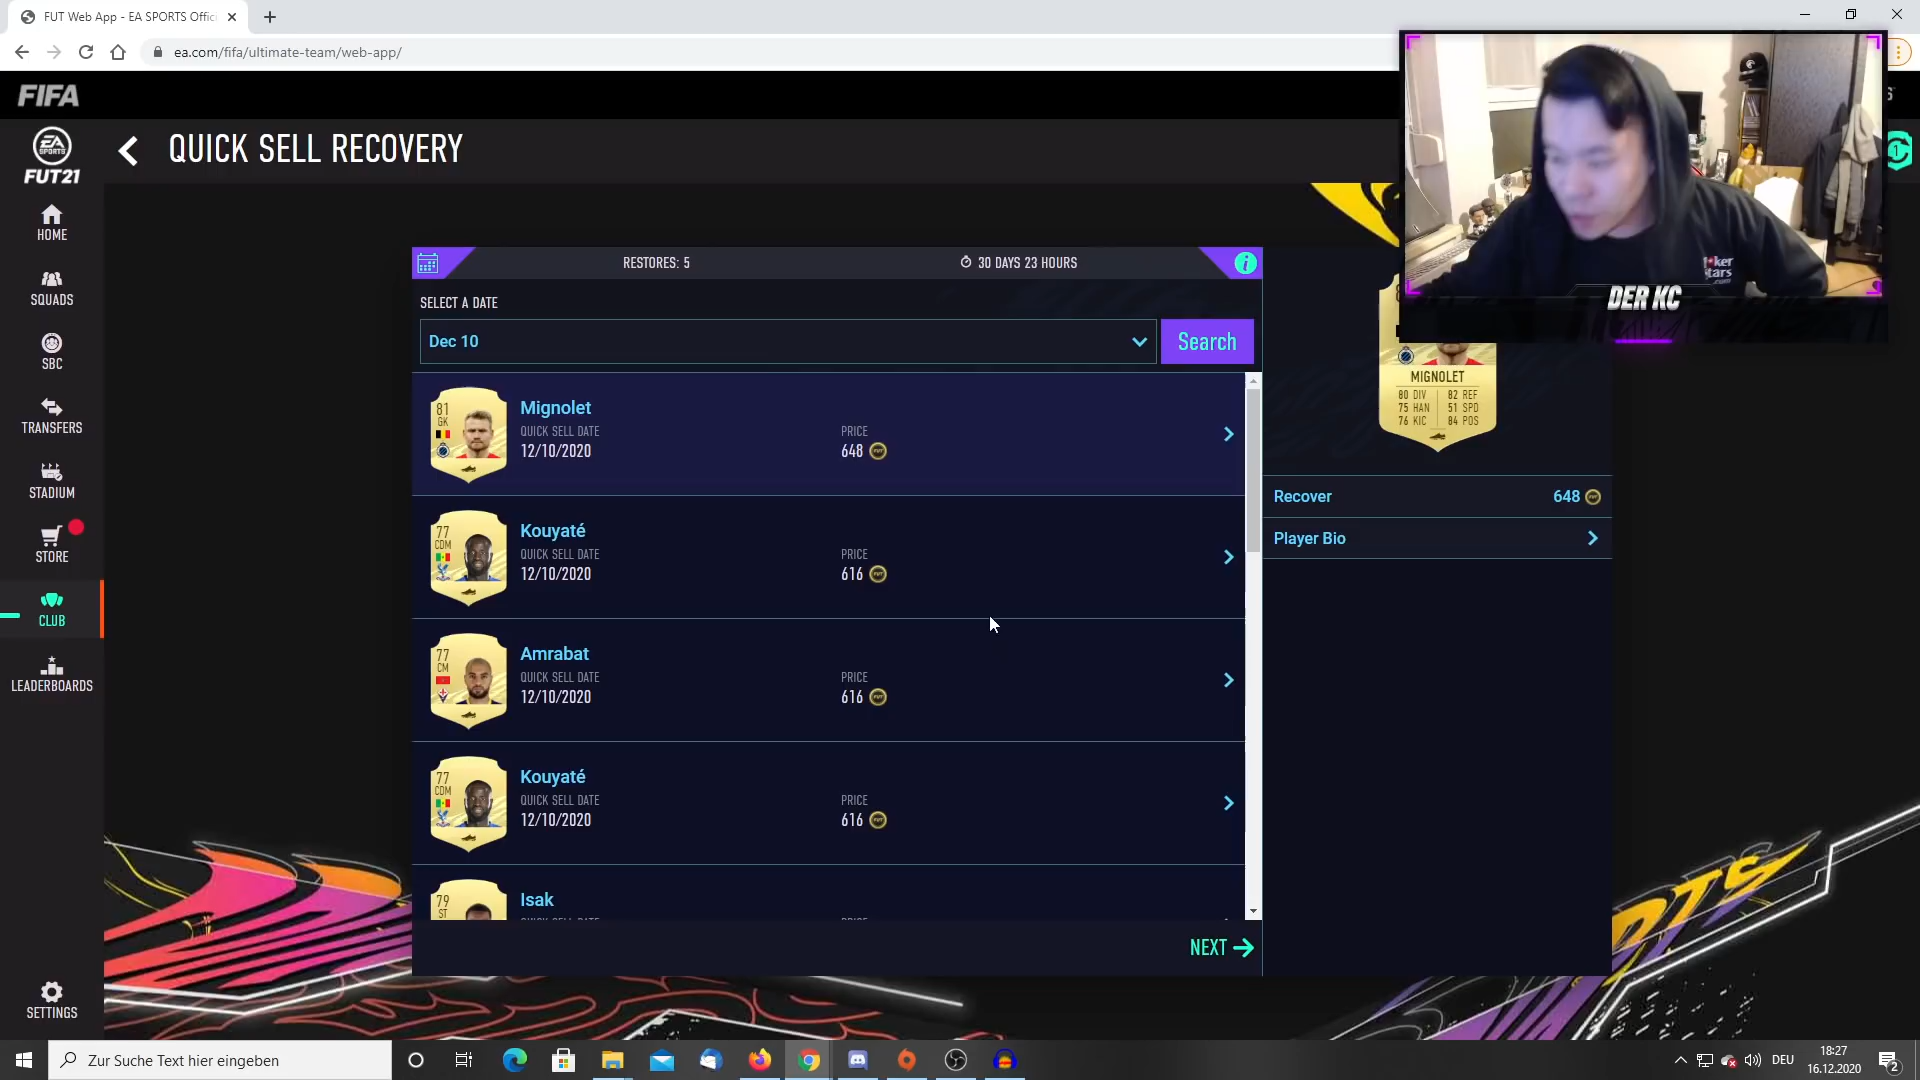 FUT Web App - EA SPORTS Offici
ea.com/fifa/ultimate-team/web-app/
FIFA
EA SPORTS
FUT21
QUICK SELL RECOVERY
HOME
SQUADS
SBC
TRANSFERS
STADIUM
STORE
CLUB
LEADERBOARDS
SETTINGS
RESTORES: 5
30 DAYS 23 HOURS
SELECT A DATE
Dec 10
Search
81
GK
Mignolet
QUICK SELL DATE
12/10/2020
PRICE
648
77
CDM
Kouyaté
QUICK SELL DATE
12/10/2020
PRICE
616
77
CM
Amrabat
QUICK SELL DATE
12/10/2020
PRICE
616
77
CDM
Kouyaté
QUICK SELL DATE
12/10/2020
PRICE
616
79
ST
Isak
NEXT
DER KC
MIGNOLET
80 DIV 82 REF
75 HAN 51 SPD
76 KIC 84 POS
Recover 648
Player Bio
Zur Suche Text hier eingeben
DEU
18:27
16.12.2020
2